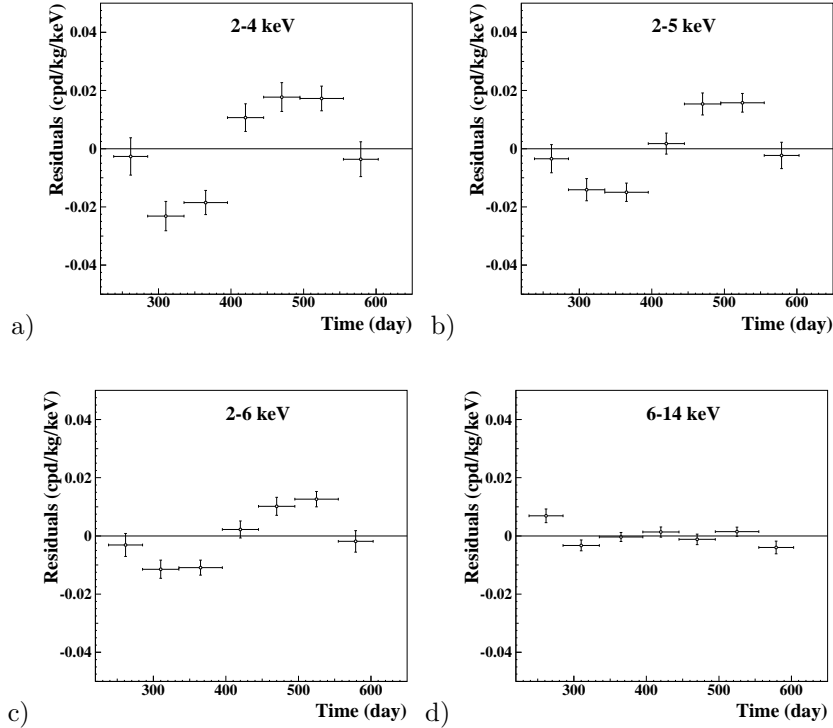 2-4 keV
Residuals (cpd/kg/keV)
0.04
0.02
0
-0.02
-0.04
300
400
500
600
Time (day)
a)
2-5 keV
Residuals (cpd/kg/keV)
0.04
0.02
0
-0.02
-0.04
300
400
500
600
Time (day)
b)
2-6 keV
Residuals (cpd/kg/keV)
0.04
0.02
0
-0.02
-0.04
300
400
500
600
Time (day)
c)
6-14 keV
Residuals (cpd/kg/keV)
0.04
0.02
0
-0.02
-0.04
300
400
500
600
Time (day)
d)